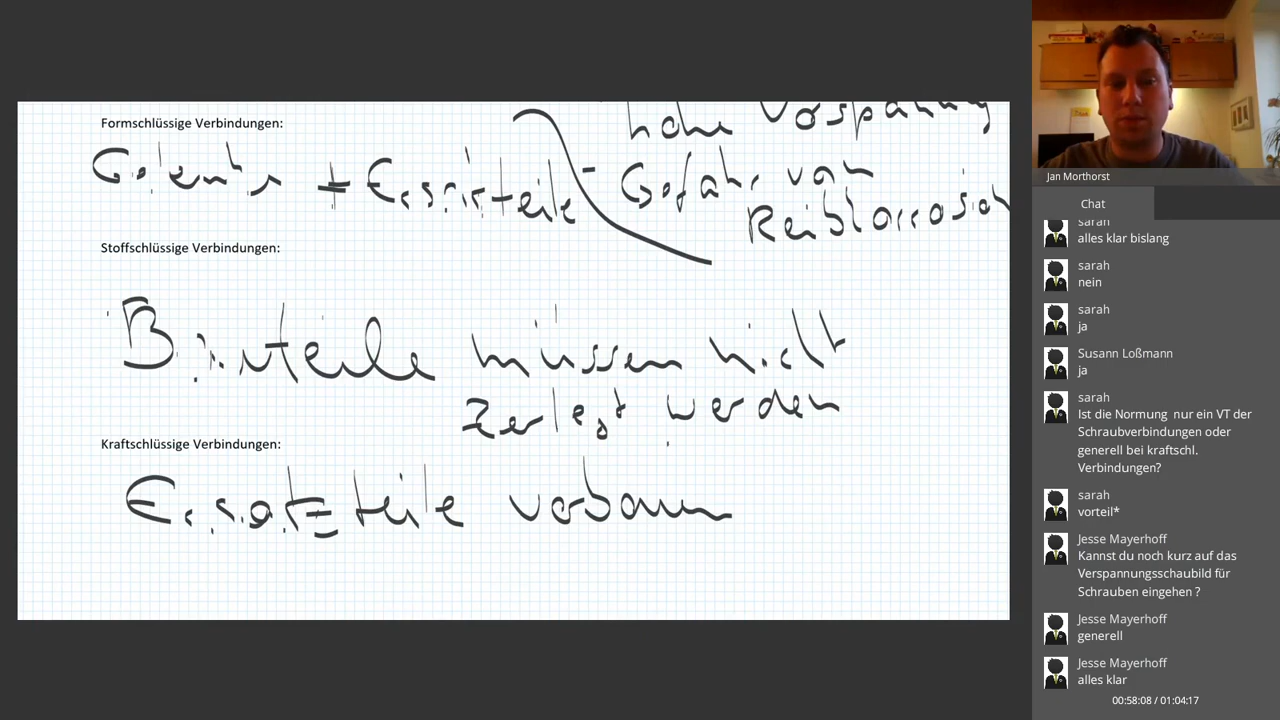 Formschlüssige Verbindungen:
hohe Vorspannung
Gelenk + Ersatzteile
- Gefahr von
Reibkorrosion
Stoffschlüssige Verbindungen:
Bauteile müssen nicht
zerlegt werden
Kraftschlüssige Verbindungen:
Ersatzteile
Jan Morthorst
Chat
sarah
alles klar bislang
sarah
nein
sarah
ja
Susann Loßmann
ja
sarah
Ist die Normung nur ein VT der
Schraubverbindungen oder
generell bei kraftschl.
Verbindungen?
sarah
vorteil*
Jesse Mayerhoff
Kannst du noch kurz auf das
Verspannungsschaubild für
Schrauben eingehen ?
Jesse Mayerhoff
generell
Jesse Mayerhoff
alles klar
00:58:08 / 01:04:17